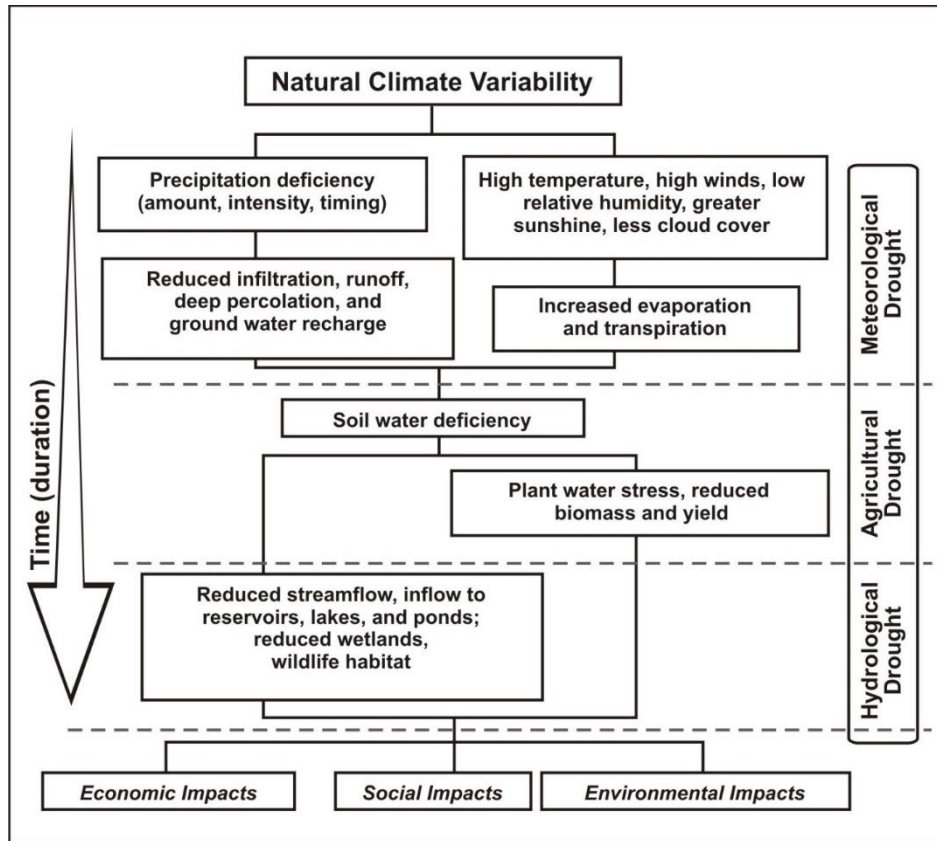 Natural Climate Variability
Precipitation deficiency
(amount, intensity, timing)
High temperature, high winds, low
relative humidity, greater
sunshine, less cloud cover
Reduced infiltration, runoff,
deep percolation, and
ground water recharge
Increased evaporation
and transpiration
Meteorological
Drought
Time (duration)
Soil water deficiency
Plant water stress, reduced
biomass and yield
Agricultural
Drought
Reduced streamflow, inflow to
reservoirs, lakes, and ponds;
reduced wetlands,
wildlife habitat
Hydrological
Drought
Economic Impacts
Social Impacts
Environmental Impacts